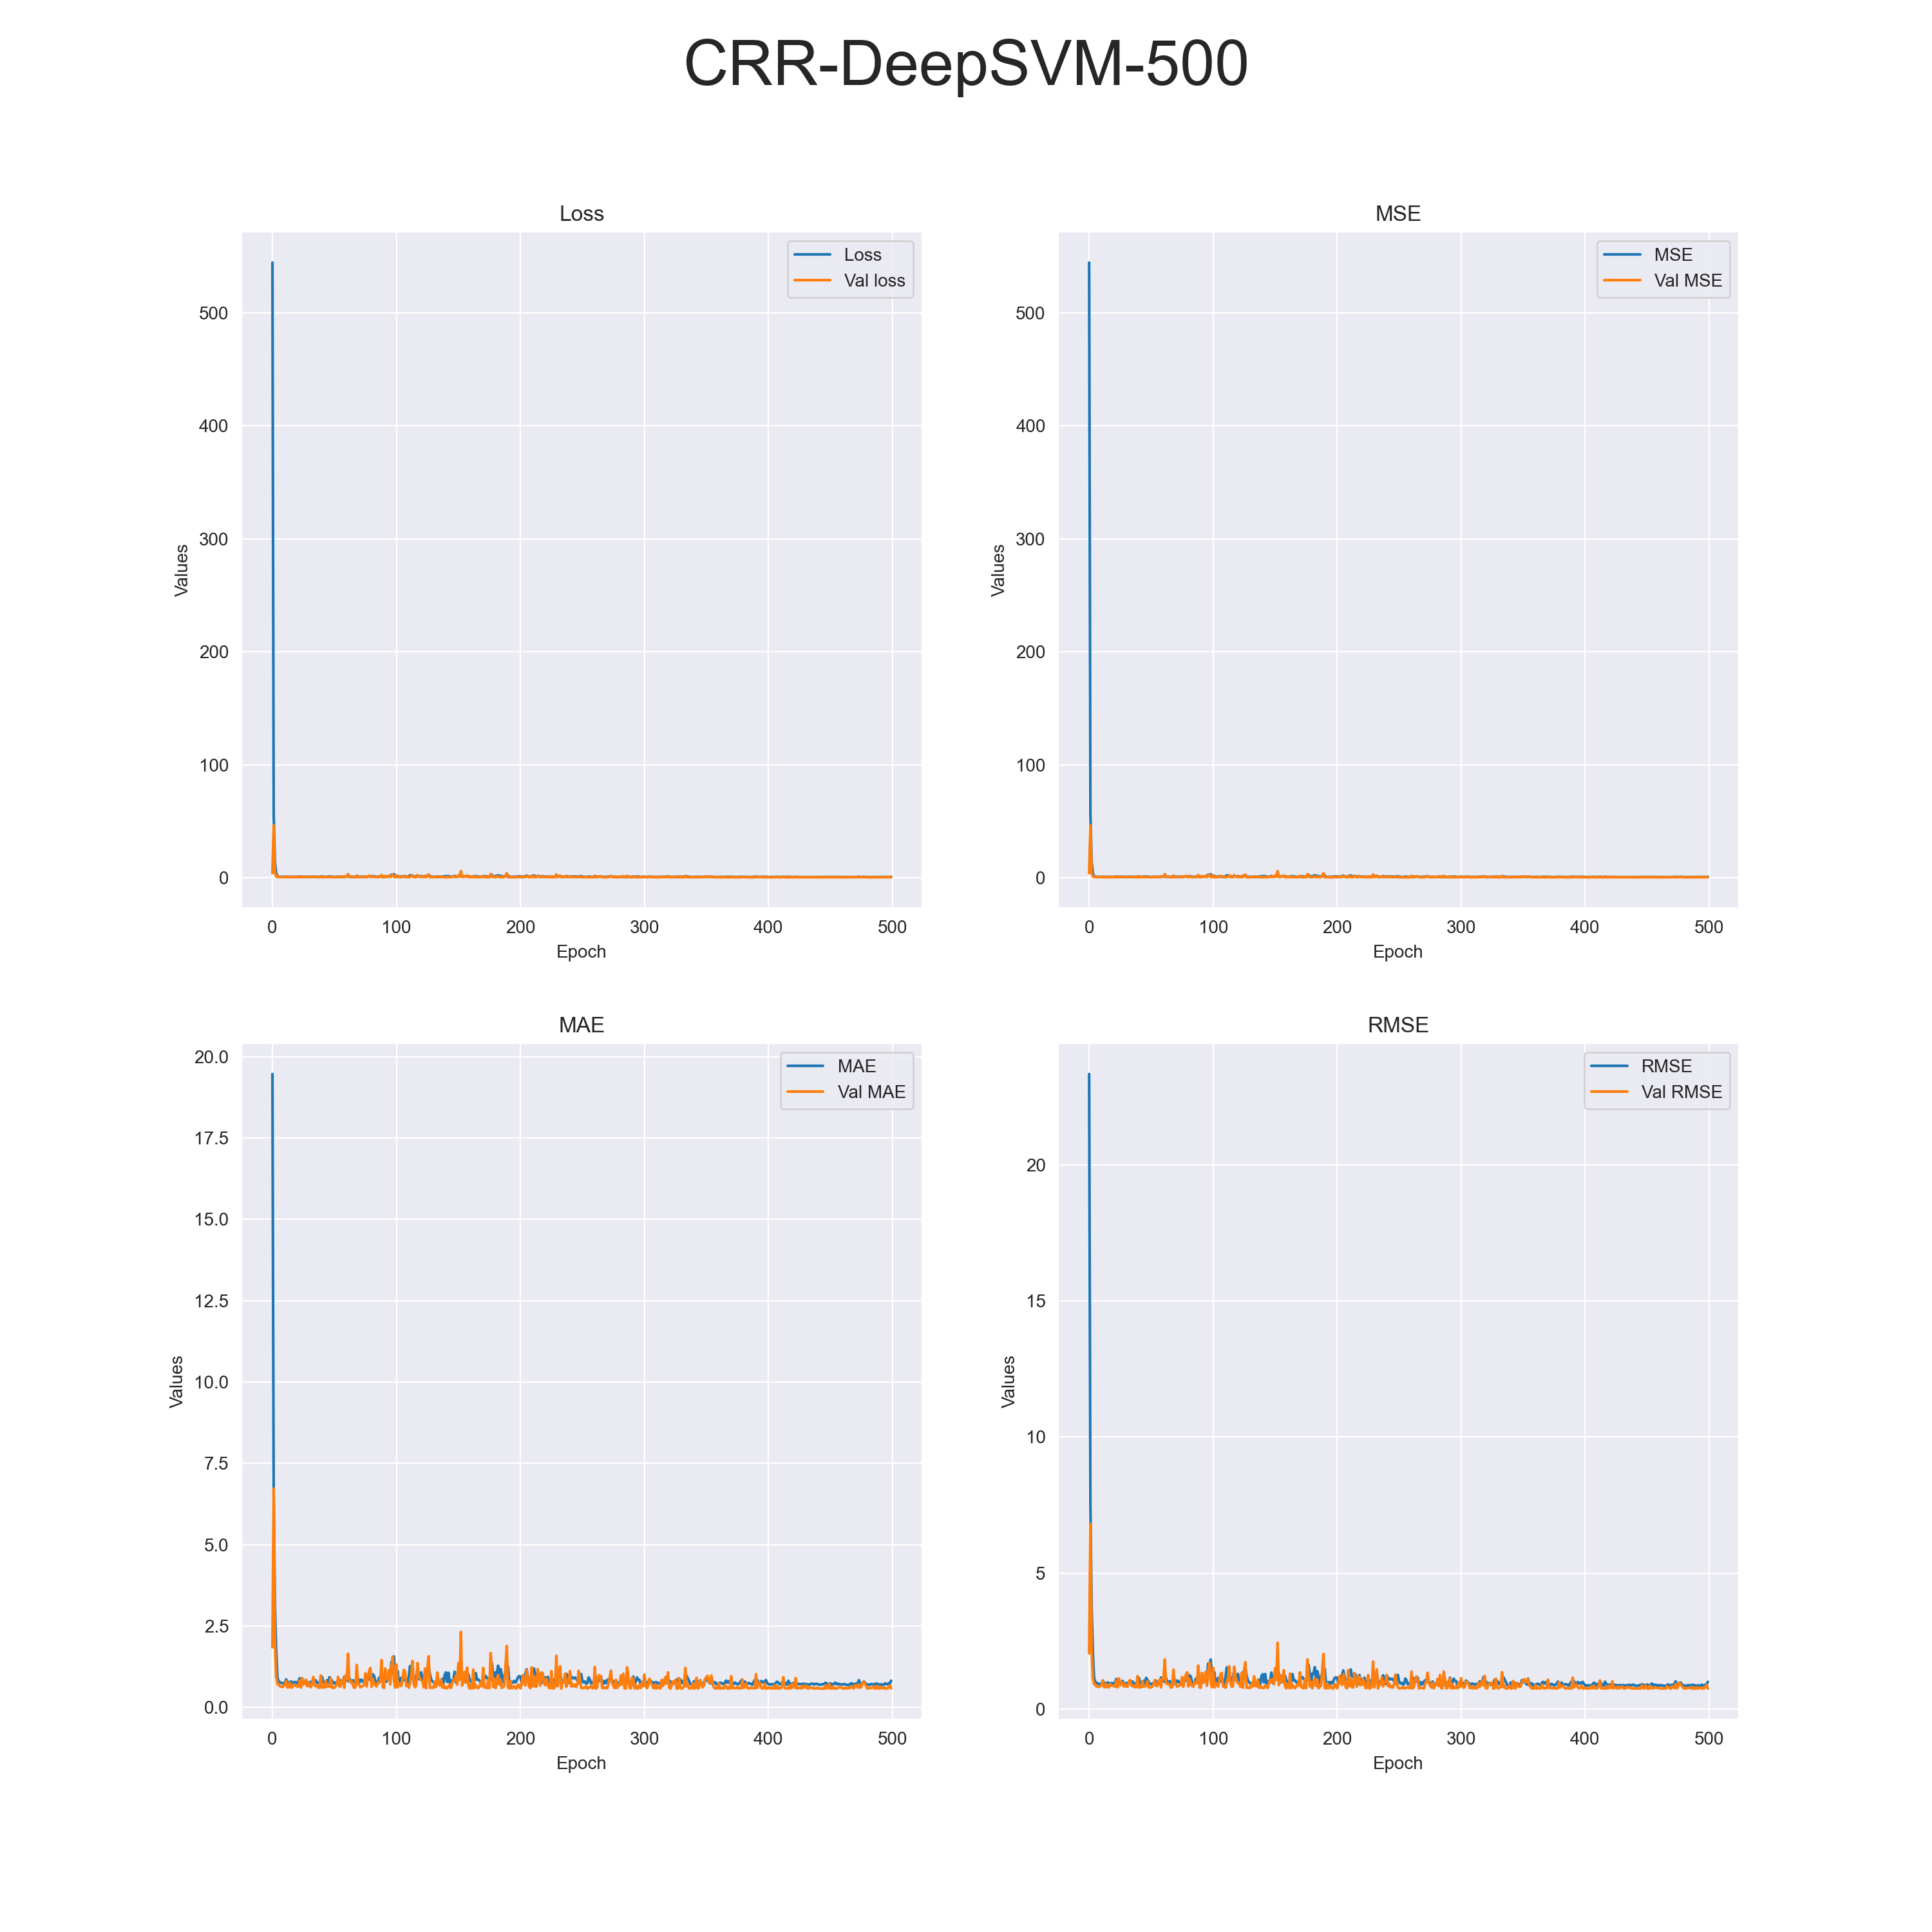 CRR-DeepSVM-500
Loss
Loss
Val loss
500
400
300
200
100
0
Values
0 100 200 300 400 500
Epoch
MSE
MSE
Val MSE
500
400
300
200
100
0
Values
0 100 200 300 400 500
Epoch
MAE
MAE
Val MAE
20.0
17.5
15.0
12.5
10.0
7.5
5.0
2.5
0.0
Values
0 100 200 300 400 500
Epoch
RMSE
RMSE
Val RMSE
20
15
10
5
0
Values
0 100 200 300 400 500
Epoch